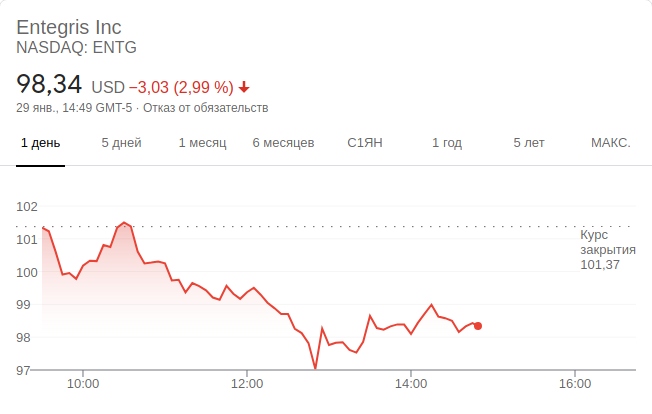 Entegris Inc
NASDAQ: ENTG
98,34 USD −3,03 (2,99 %)
29 янв., 14:49 GMT-5 · Отказ от обязательств
1 день 5 дней 1 месяц 6 месяцев С1ЯН 1 год 5 лет МАКС.
102
101
100
99
98
97
Курс
закрытия
101,37
10:00 12:00 14:00 16:00